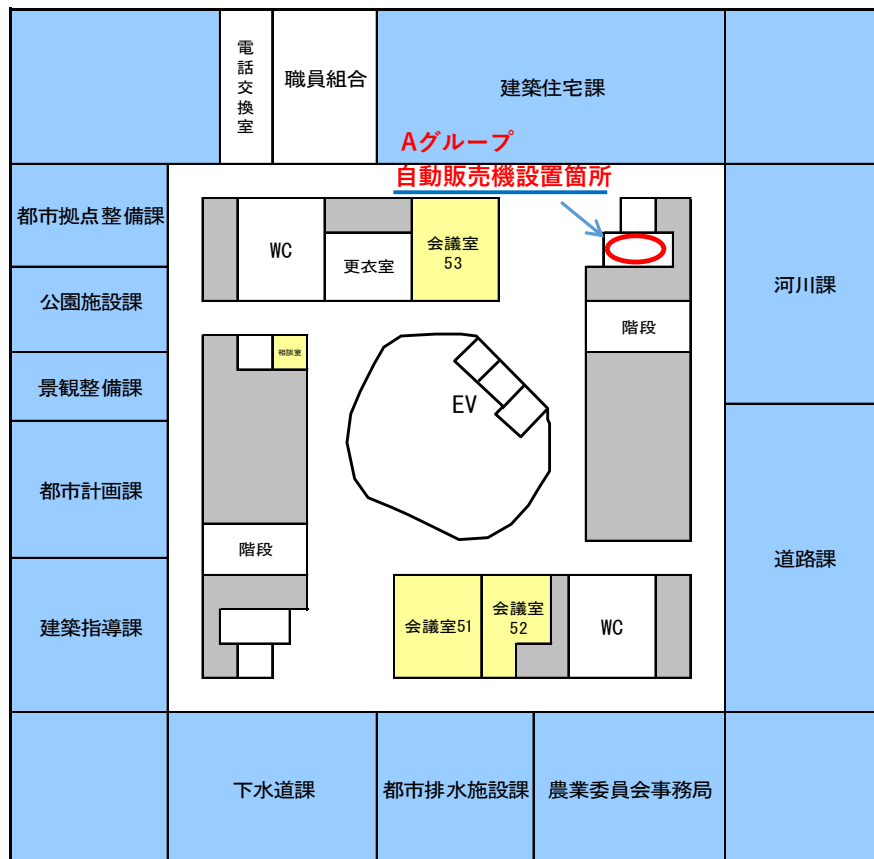 電話交換室
職員組合
建築住宅課
Aグループ
自動販売機設置箇所
都市拠点整備課
WC
更衣室
会議室
53
公園施設課
河川課
階段
相談室
景観整備課
EV
都市計画課
階段
道路課
建築指導課
会議室51
会議室
52
WC
下水道課
都市排水施設課
農業委員会事務局